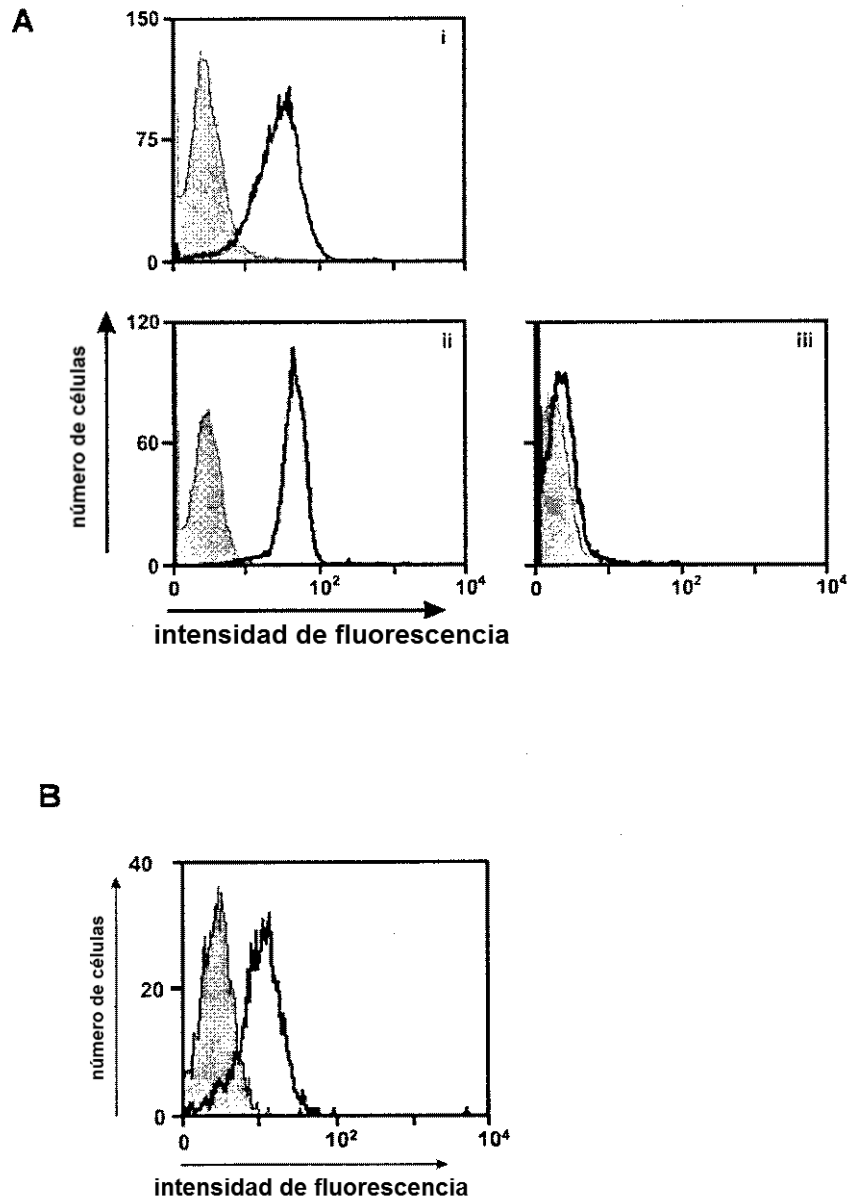 A
150
i
75
0
120
ii
iii
número de células
60
0
0
10²
10⁴
0
10²
10⁴
intensidad de fluorescencia
B
40
número de células
20
0
0
10²
10⁴
intensidad de fluorescencia